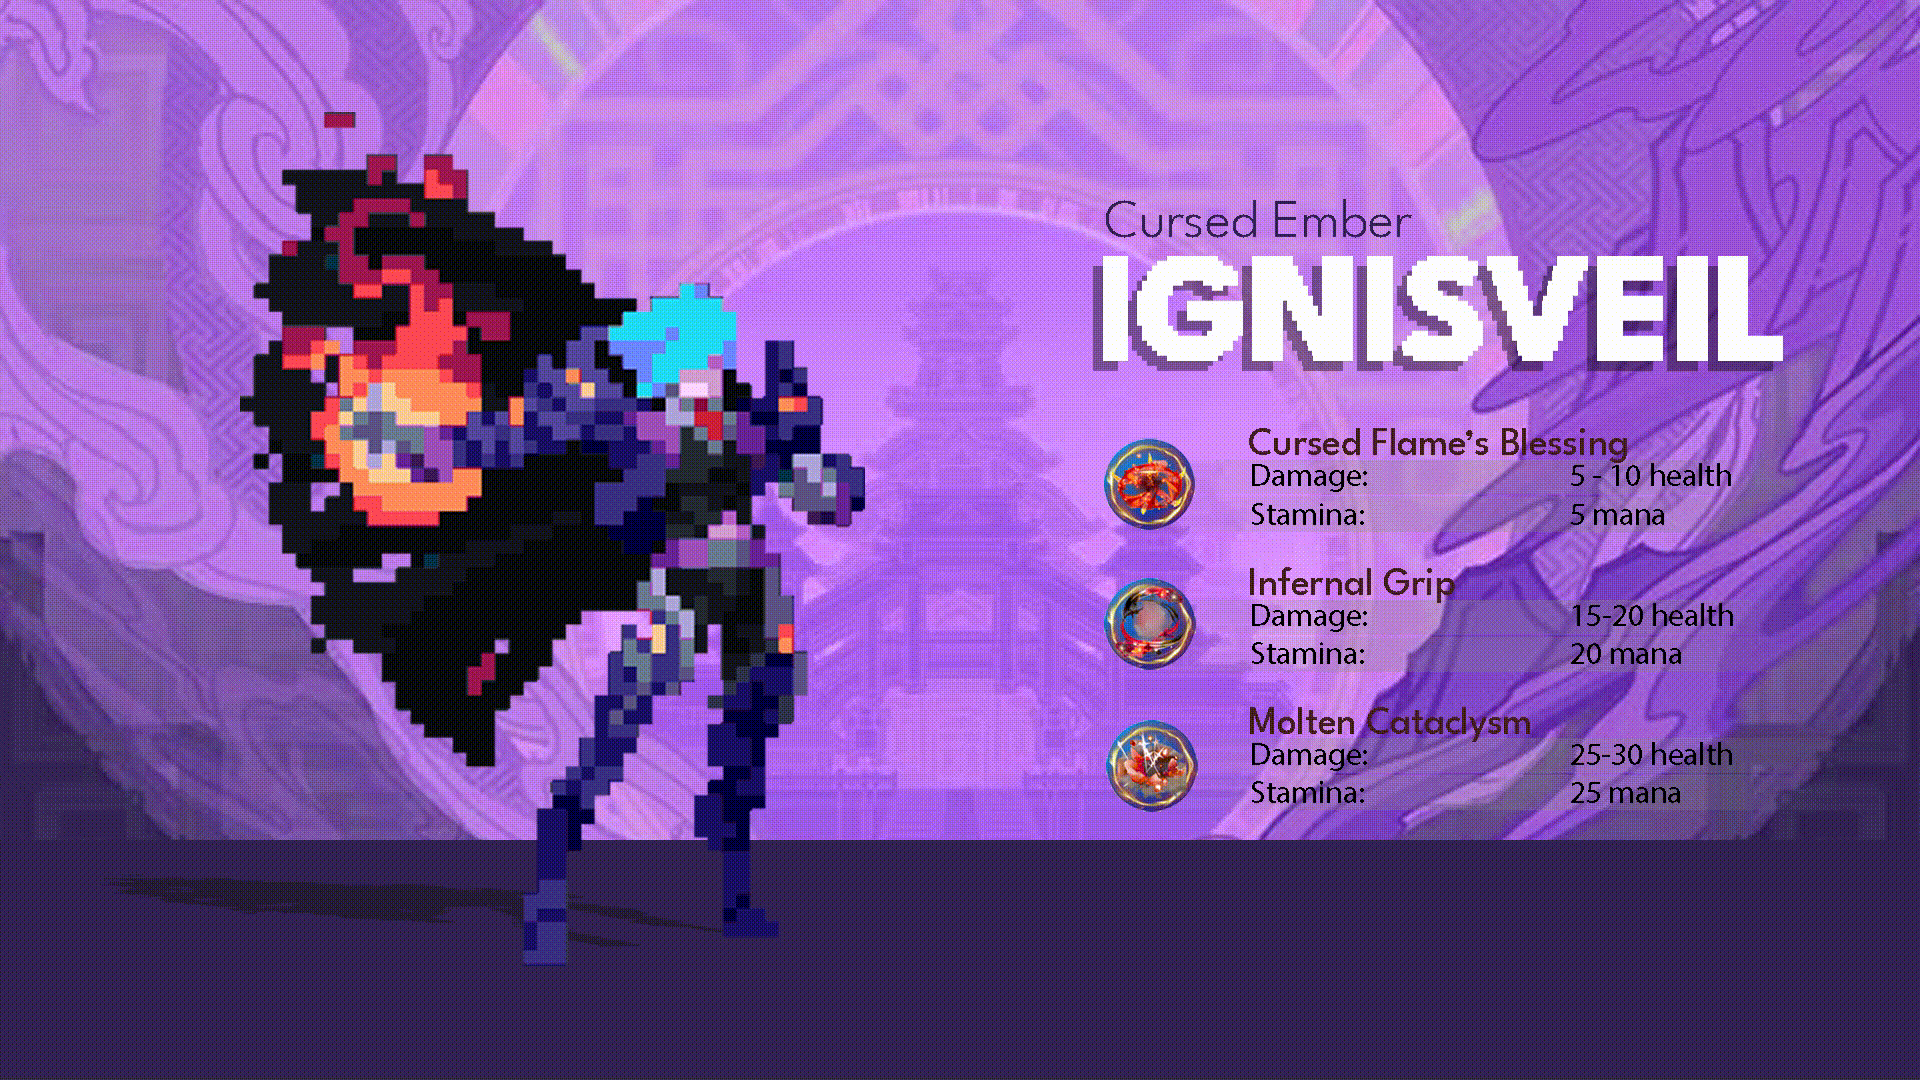 Cursed Ember
IGNISVEIL
Cursed Flame’s Blessing
Damage: 5 - 10 health
Stamina: 5 mana
Infernal Grip
Damage: 15-20 health
Stamina: 20 mana
Molten Cataclysm
Damage: 25-30 health
Stamina: 25 mana